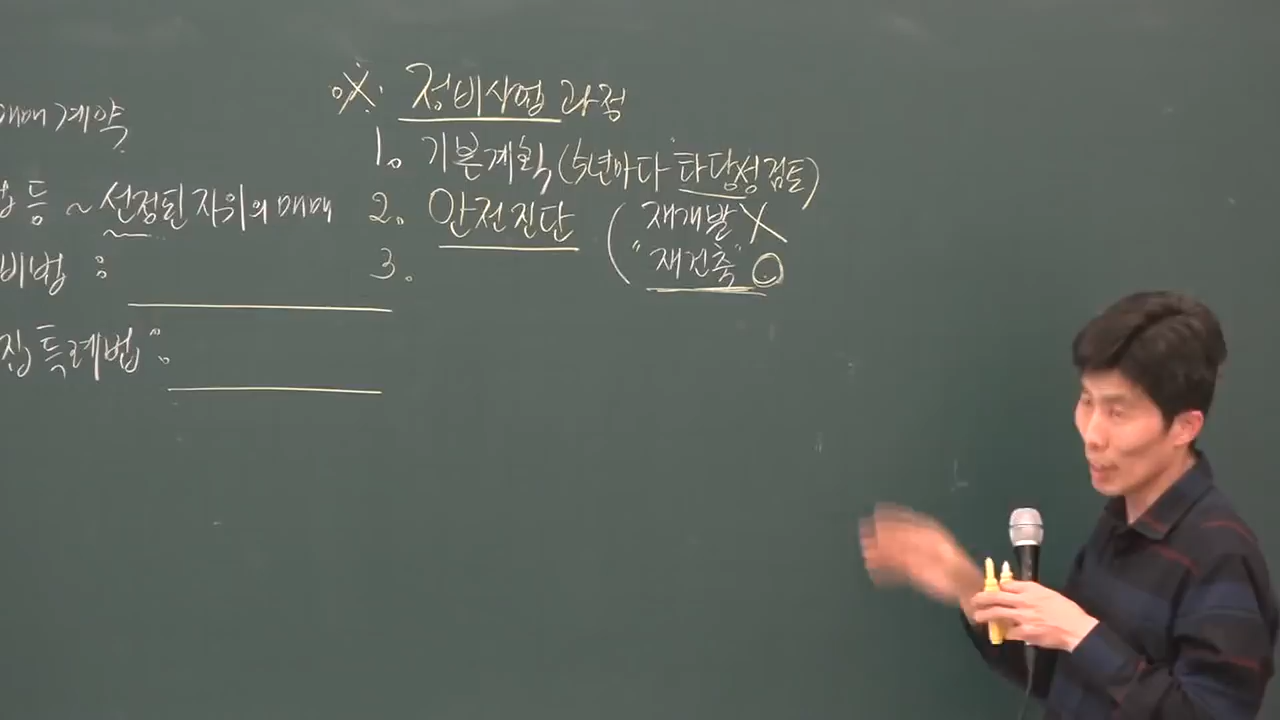 매매계약
등 ~ 선정된 자위의 매매
비법 :
집 특례법".
※. 정비사업 과정
1. 기본계획 (5년마다 타당성 검토)
2. 안전진단 ( 재개발 X
"재건축" O
3.